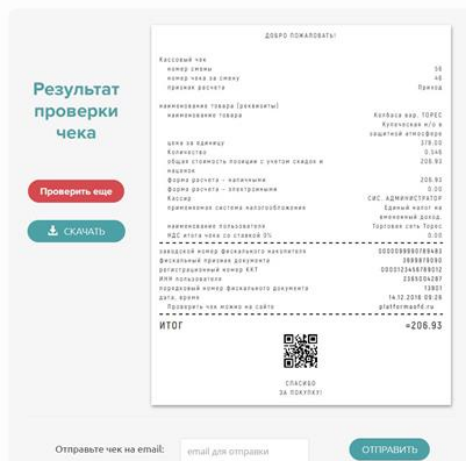 ДОБРО ПОЖАЛОВАТЬ!
Результат
проверки
чека
Проверить еще
СКАЧАТЬ
Кассовый чек
номер смены 56
номер чека за смену 46
признак расчета Приход
наименование товара (реквизиты)
наименование товара Колбаса вар. ТОРЕС
Купеческая н/о в
защитной атмосфере
цена за единицу 379.00
Количество 0.546
общая стоимость позиции с учетом скидок и 206.93
наценок
форма расчета – наличными 206.93
форма расчета – электронными 0.00
Кассир СИС. АДМИНИСТРАТОР
применяемая система налогообложения Единый налог на
вмененный доход.
наименование пользователя Торговая сеть Торес
НДС итога чека со ставкой 0% 0.00
заводской номер фискального накопителя
фискальный признак документа
регистрационный номер ККТ 0000123456789012
ИНН пользователя
порядковый номер фискального документа 13907
дата, время 14.12.2016 09:28
Проверить чек можно на сайте platformaofd.ru
ИТОГ =206.93
СПАСИБО
ЗА ПОКУПКУ!
Отправьте чек на email: email для отправки ОТПРАВИТЬ